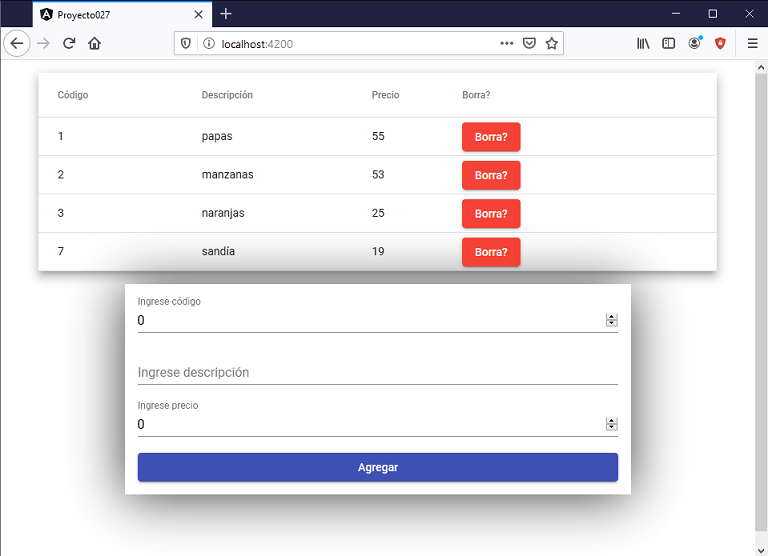 Proyecto027
localhost:4200
Código Descripción Precio Borra?
1 papas 55 Borra?
2 manzanas 53 Borra?
3 naranjas 25 Borra?
7 sandía 19 Borra?
Ingrese código
0
Ingrese descripción
Ingrese precio
0
Agregar